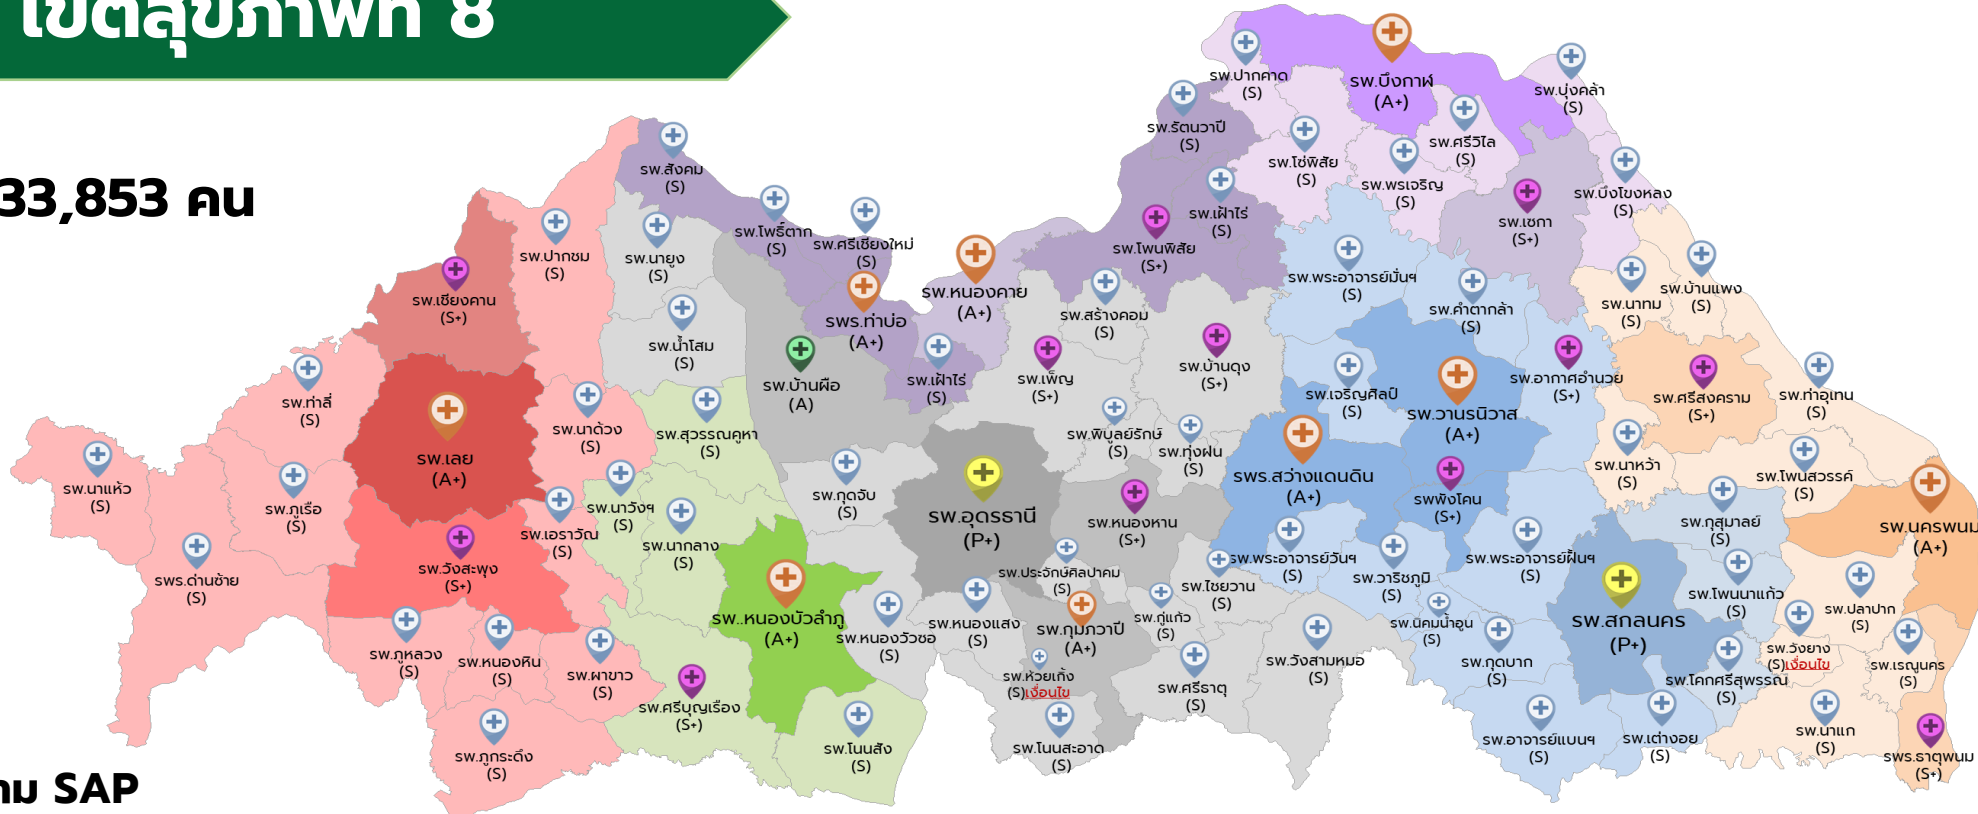 เขตสุขภาพที่ 8
33,853 คน
รพ.ปากคาด
(S)
รพ.บึงกาฬ
(A+)
รพ.บุ่งคล้า
(S)
รพ.รัตนวาปี
(S)
รพ.โซ่พิสัย
(S)
รพ.ศรีวิไล
(S)
รพ.พรเจริญ
(S)
รพ.เซกา
(S+)
รพ.บึงโขงหลง
(S)
รพ.สังคม
(S)
รพ.โพธิ์ตาก
(S)
รพ.ศรีเชียงใหม่
(S)
รพ.เฝ้าไร่
(S)
รพ.โพนพิสัย
(S+)
รพ.ปากชม
(S)
รพ.นายูง
(S)
รพ.เชียงคาน
(S+)
รพ.หนองคาย
(A+)
สพร.ท่าบ่อ
(A+)
รพ.พระอาจารย์มั่นฯ
(S)
รพ.คำตากล้า
(S)
รพ.นาทม
(S)
รพ.บ้านแพง
(S)
รพ.น้ำโสม
(S)
รพ.สร้างคอม
(S)
รพ.บ้านผือ
(A)
รพ.เฝ้าไร่
(S)
รพ.เพ็ญ
(S+)
รพ.บ้านดุง
(S+)
รพ.เจริญศิลป์
(S)
รพ.วานรนิวาส
(A+)
รพ.อากาศอำนวย
(S+)
รพ.ศรีสงคราม
(S+)
รพ.ท่าอุเทน
(S)
รพ.ท่าลี่
(S)
รพ.นาด้วง
(S)
รพ.สุวรรณคูหา
(S)
รพ.พิบูลย์รักษ์
(S)
รพ.ทุ่งฝน
(S)
รพ.เลย
(A+)
รพ.นาแห้ว
(S)
รพ.ภูเรือ
(S)
รพ.นาวังฯ
(S)
รพ.กุดจับ
(S)
สพร.สว่างแดนดิน
(A+)
สพพังโคน
(S+)
รพ.นาหว้า
(S)
รพ.โพนสวรรค์
(S)
รพ.เอราวัณ
(S)
รพ.นากลาง
(S)
รพ.อุดรธานี
(P+)
รพ.หนองหาน
(S+)
รพ.กุสุมาลย์
(S)
รพ.นครพนม
(A+)
สพร.ด่านซ้าย
(S)
รพ.วังสะพุง
(S+)
รพ.ประจักษ์ศิลปาคม
(S)
รพ.ไชยวาน
(S)
รพ.พระอาจารย์วันฯ
(S)
รพ.วาริชภูมิ
(S)
รพ.พระอาจารย์ฝั้นฯ
(S)
รพ.โพนนาแก้ว
(S)
รพ.ปลาปาก
(S)
รพ..หนองบัวลำภู
(A+)
รพ.หนองวัวซอ
(S)
รพ.หนองแสง
(S)
รพ.กุมภวาปี
(A+)
รพ.กู่แก้ว
(S)
รพ.นิคมน้ำอูน
(S)
รพ.สกลนคร
(P+)
รพ.ภูหลวง
(S)
รพ.หนองหิน
(S)
รพ.ผาขาว
(S)
รพ.ห้วยเกิ้ง
(S)เงื่อนไข
รพ.ศรีธาตุ
(S)
รพ.วังสามหมอ
(S)
รพ.กุดบาก
(S)
รพ.โคกศรีสุพรรณ
(S)
รพ.วังยาง
(S)เงื่อนไข
รพ.เรณูนคร
(S)
รพ.ศรีบุญเรือง
(S+)
รพ.ภูกระดึง
(S)
รพ.โนนสัง
(S)
รพ.โนนสะอาด
(S)
รพ.อาจารย์แบนฯ
(S)
รพ.เต่างอย
(S)
รพ.นาแก
(S)
สพร.ธาตุพนม
(S+)
าม SAP